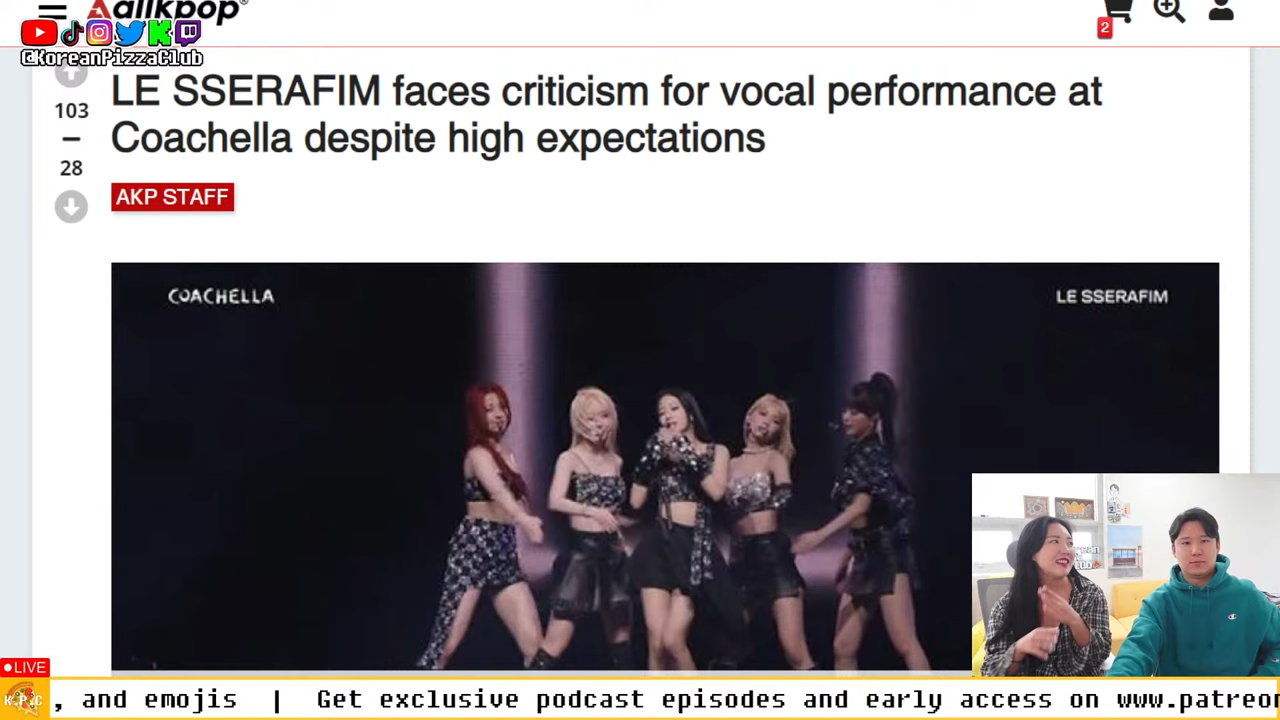 allkpop
@KoreanPizzaClub
2
103
28
LE SSERAFIM faces criticism for vocal performance at
Coachella despite high expectations
AKP STAFF
COACHELLA
LE SSERAFIM
LIVE
K P C
, and emojis | Get exclusive podcast episodes and early access on www.patreon